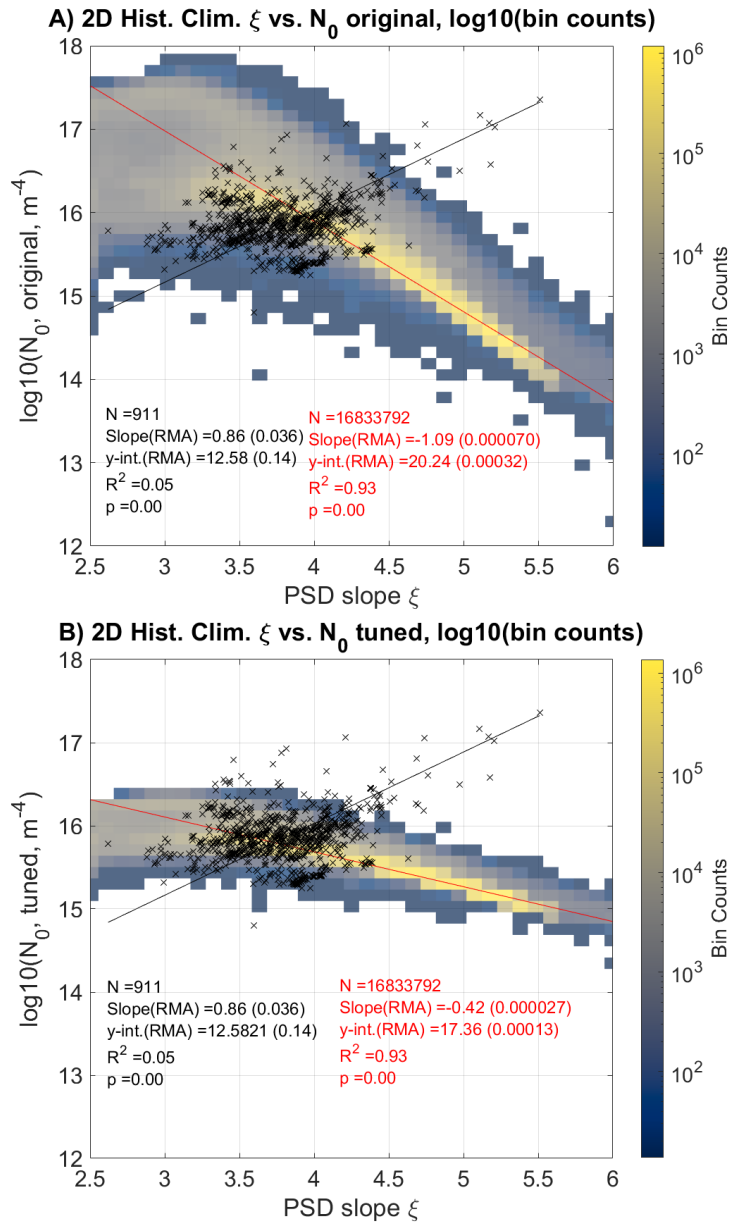 A) 2D Hist. Clim. ξ vs. N0 original, log10(bin counts)
18
17
16
15
14
13
12
log10(N0, original, m-4)
2.5 3 3.5 4 4.5 5 5.5 6
PSD slope ξ
N =911
Slope(RMA) =0.86 (0.036)
y-int.(RMA) =12.58 (0.14)
R2 =0.05
p =0.00
N =16833792
Slope(RMA) =-1.09 (0.000070)
y-int.(RMA) =20.24 (0.00032)
R2 =0.93
p =0.00
106
105
104
103
102
Bin Counts
B) 2D Hist. Clim. ξ vs. N0 tuned, log10(bin counts)
18
17
16
15
14
13
12
log10(N0, tuned, m-4)
2.5 3 3.5 4 4.5 5 5.5 6
PSD slope ξ
N =911
Slope(RMA) =0.86 (0.036)
y-int.(RMA) =12.5821 (0.14)
R2 =0.05
p =0.00
N =16833792
Slope(RMA) =-0.42 (0.000027)
y-int.(RMA) =17.36 (0.00013)
R2 =0.93
p =0.00
106
105
104
103
102
Bin Counts